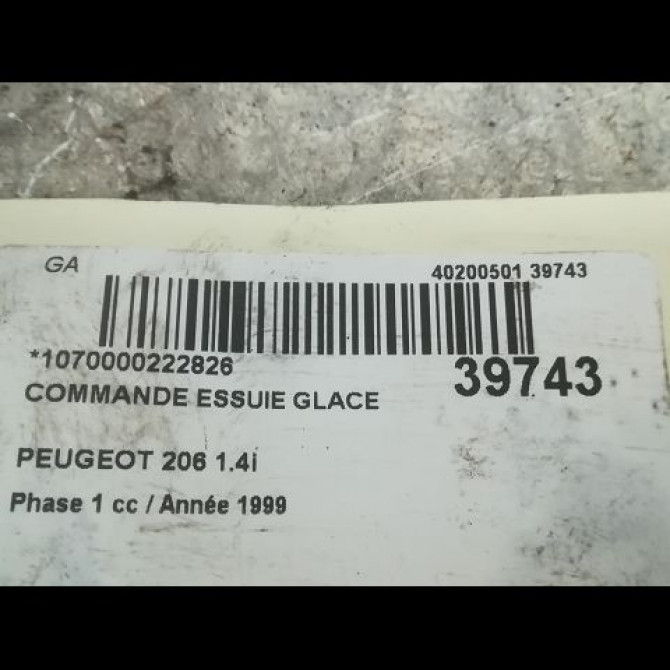 GA
40200501 39743
*1070000222826
39743
COMMANDE ESSUIE GLACE
PEUGEOT 206 1.4i
Phase 1 cc / Année 1999